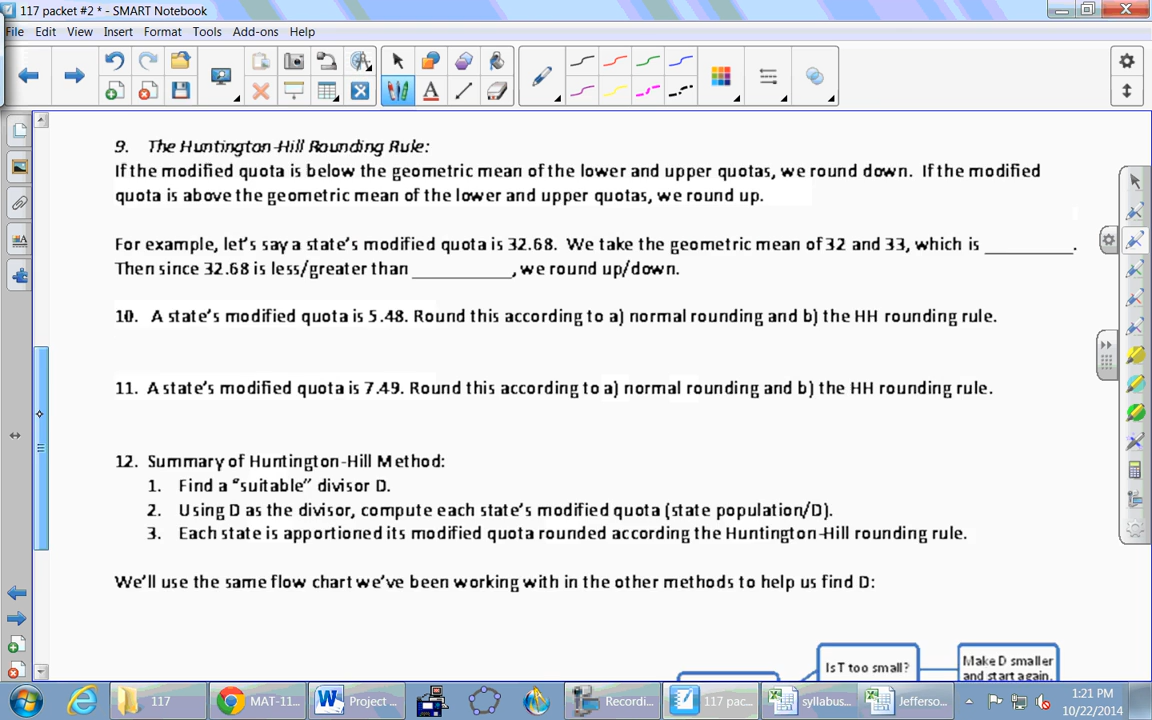 117 packet #2 * - SMART Notebook
File Edit View Insert Format Tools Add-ons Help
9. The Huntington-Hill Rounding Rule:
If the modified quota is below the geometric mean of the lower and upper quotas, we round down. If the modified
quota is above the geometric mean of the lower and upper quotas, we round up.
For example, let's say a state's modified quota is 32.68. We take the geometric mean of 32 and 33, which is __________.
Then since 32.68 is less/greater than ___________, we round up/down.
10. A state's modified quota is 5.48. Round this according to a) normal rounding and b) the HH rounding rule.
11. A state's modified quota is 7.49. Round this according to a) normal rounding and b) the HH rounding rule.
12. Summary of Huntington-Hill Method:
1. Find a "suitable" divisor D.
2. Using D as the divisor, compute each state's modified quota (state population/D).
3. Each state is apportioned its modified quota rounded according the Huntington-Hill rounding rule.
We'll use the same flow chart we've been working with in the other methods to help us find D:
Is T too small?
Make D smaller
and start again.
117
MAT-11...
Project ...
Recordi...
117 pac...
syllabus...
Jefferso...
1:21 PM
10/22/2014